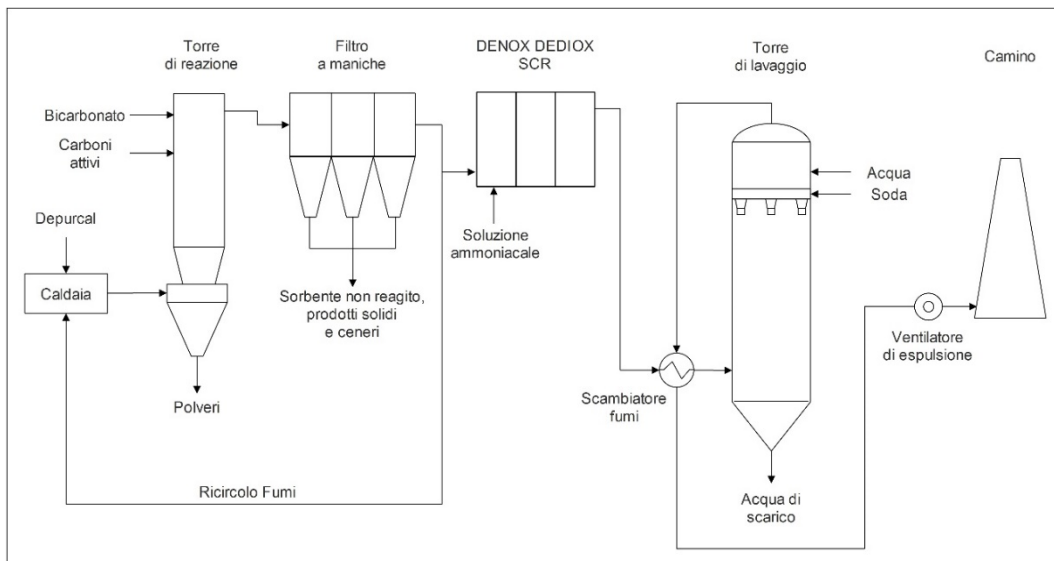 Torre
di reazione
Filtro
a maniche
DENOX DEDIOX
SCR
Torre
di lavaggio
Camino
Bicarbonato
Carboni
attivi
Acqua
Soda
Depurcal
Soluzione
ammoniacale
Caldaia
Sorbente non reagito,
prodotti solidi
e ceneri
Ventilatore
di espulsione
Scambiatore
fumi
Polveri
Ricircolo Fumi
Acqua di
scarico